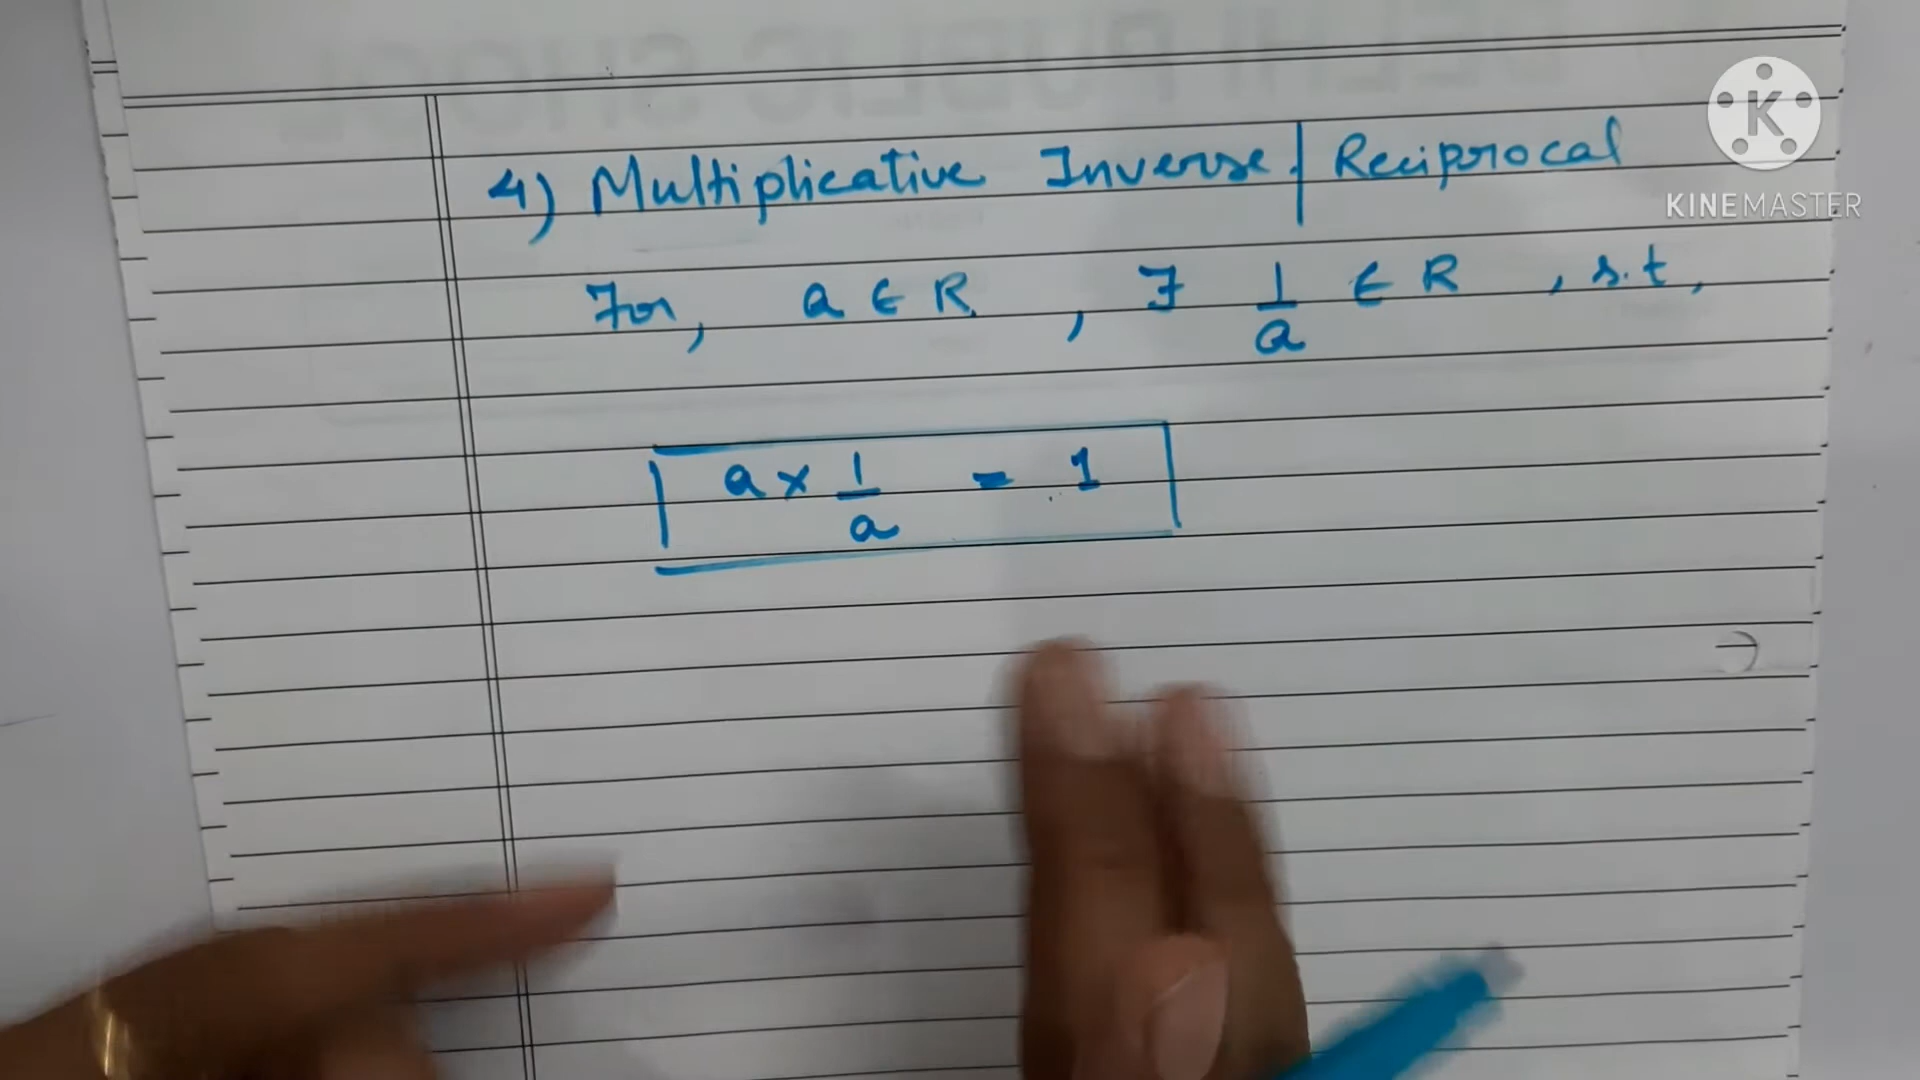 4) Multiplicative Inverse. | Reciprocal
For, a ∈ R, ∃ 1/a ∈ R, s.t,
a × 1/a = 1
K
KINEMASTER